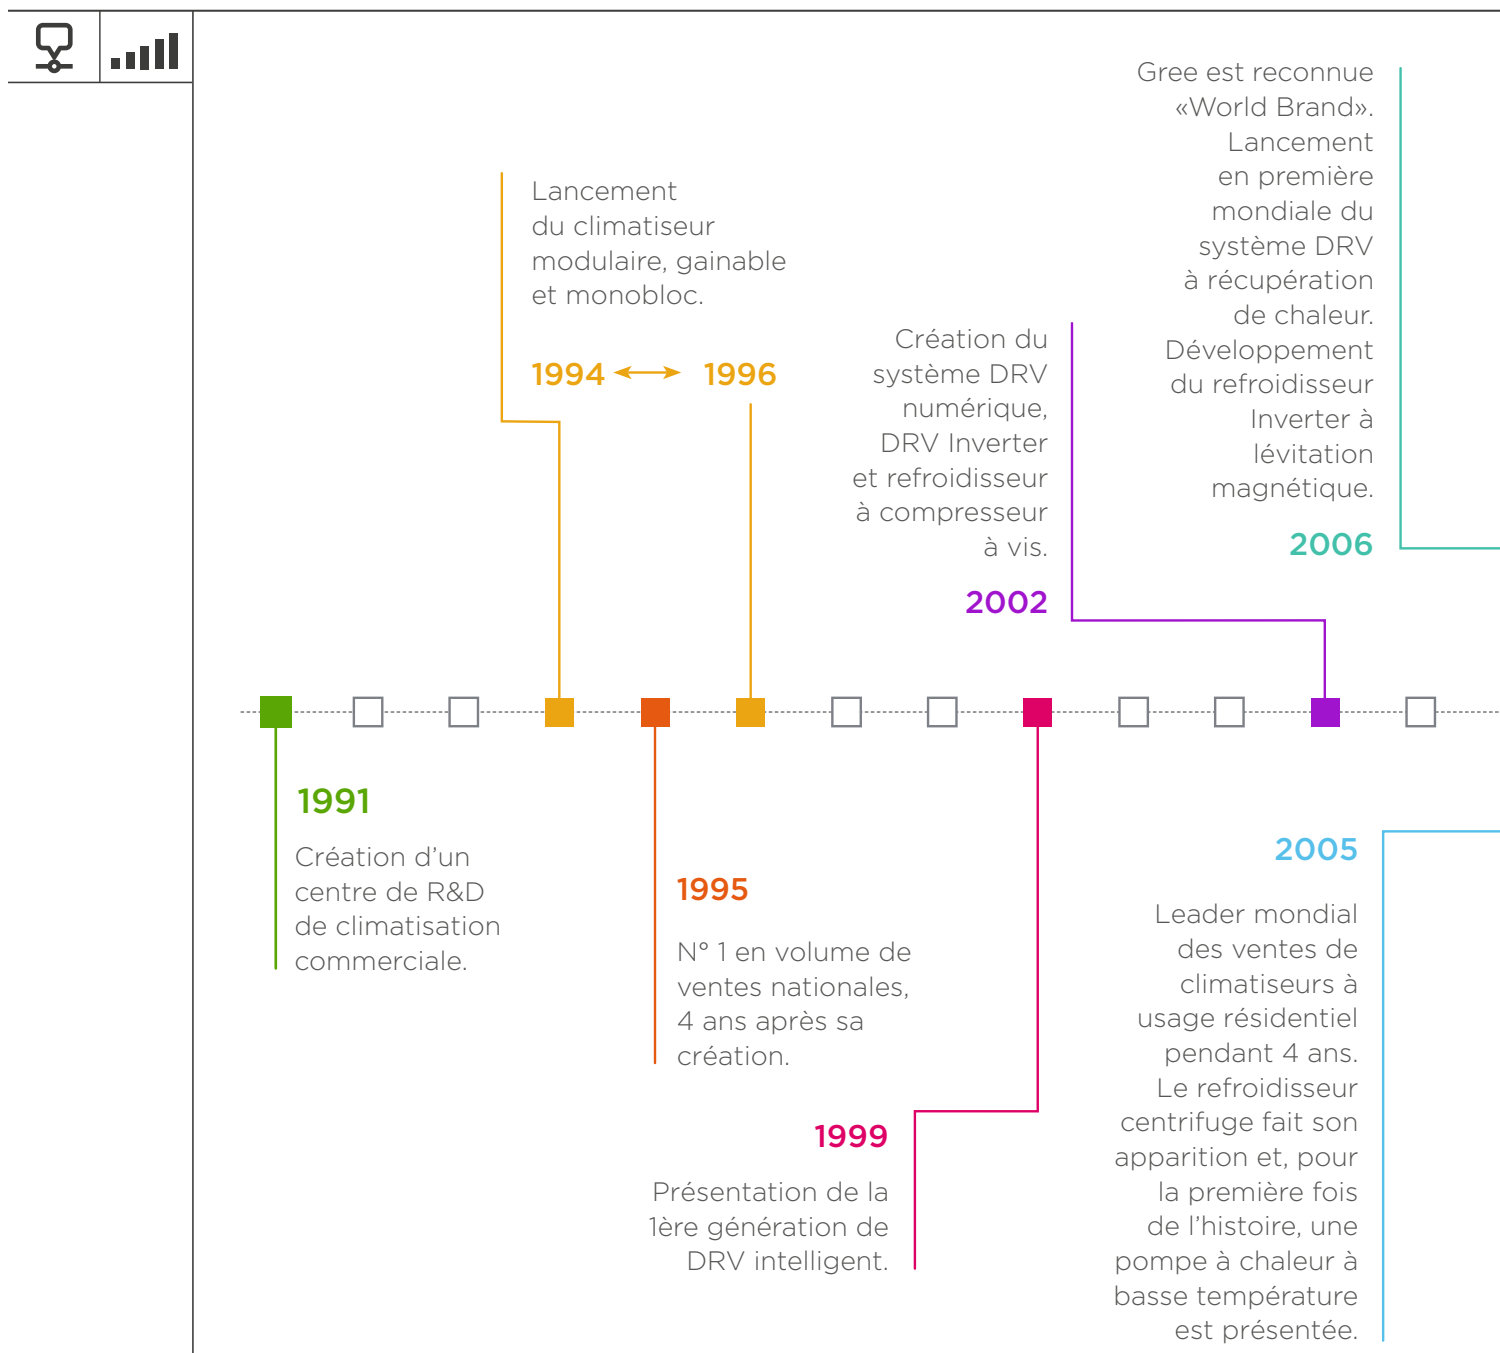 Gree est reconnue
«World Brand».
Lancement
en première
mondiale du
système DRV
à récupération
de chaleur.
Développement
du refroidisseur
Inverter à
lévitation
magnétique.
2006
Lancement
du climatiseur
modulaire, gainable
et monobloc.
1994
1996
Création du
système DRV
numérique,
DRV Inverter
et refroidisseur
à compresseur
à vis.
2002
1991
Création d’un
centre de R&D
de climatisation
commerciale.
1995
N° 1 en volume de
ventes nationales,
4 ans après sa
création.
1999
Présentation de la
1ère génération de
DRV intelligent.
2005
Leader mondial
des ventes de
climatiseurs à
usage résidentiel
pendant 4 ans.
Le refroidisseur
centrifuge fait son
apparition et, pour
la première fois
de l’histoire, une
pompe à chaleur à
basse température
est présentée.